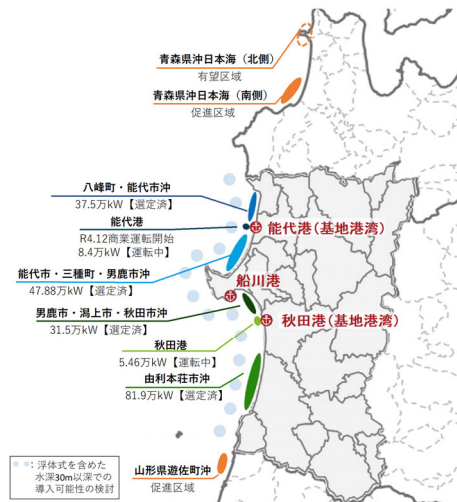 青森県沖日本海（北側）
有望区域
青森県沖日本海（南側）
促進区域
八峰町・能代市沖
37.5万kW【選定済】
能代港
R4.12商業運転開始
8.4万kW【運転中】
能代港(基地港湾)
能代市・三種町・男鹿市沖
47.88万kW【選定済】
船川港
男鹿市・潟上市・秋田市沖
31.5万kW【選定済】
秋田港(基地港湾)
秋田港
5.46万kW【運転中】
由利本荘市沖
81.9万kW【選定済】
：浮体式を含めた
水深30m以深での
導入可能性の検討
山形県遊佐町沖
促進区域